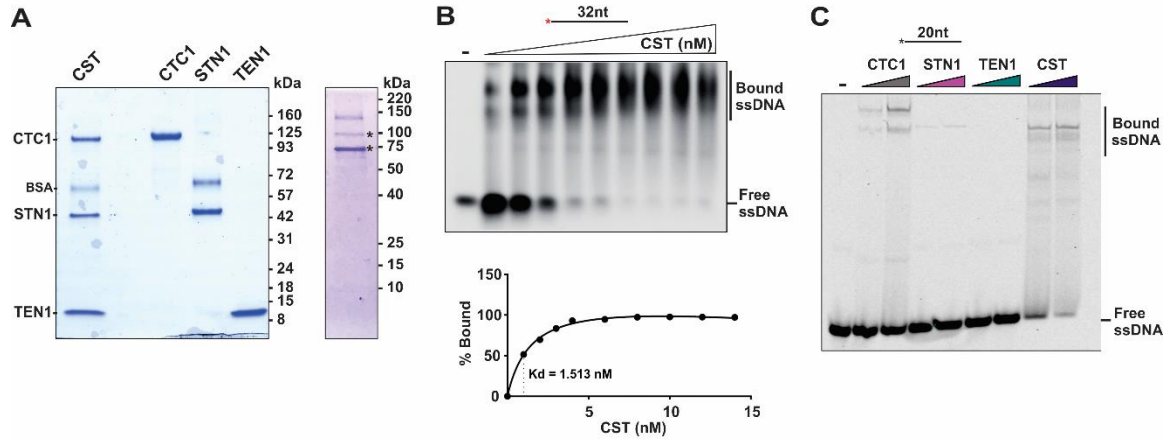 A
CST
CTC1
STN1
TEN1
kDa
160
125
93
72
57
42
31
24
18
15
8
CTC1
BSA
STN1
TEN1
kDa
220
150
100
75
50
40
25
15
10
*
*
B
* 32nt
-
CST (nM)
Bound
ssDNA
Free
ssDNA
% Bound
150
100
50
0
Kd = 1.513 nM
5
10
15
CST (nM)
C
* 20nt
-
CTC1
STN1
TEN1
CST
Bound
ssDNA
Free
ssDNA